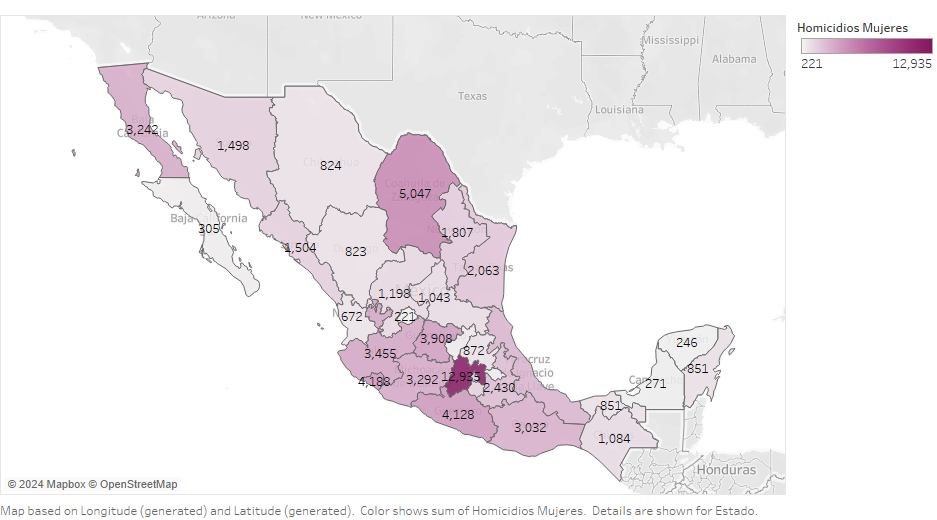 Arizona
New Mexico
Mississippi
Homicidios Mujeres
221 12,935
Alabama
Texas
Louisiana
Baja
3,242
1,498
824
5,047
Baja California
305
1,807
1,504
823
2,063
1,198
1,043
672
221
3,908
3,455
872
246
851
271
4,188
3,292
12,935
2,430
851
4,128
3,032
1,084
Honduras
© 2024 Mapbox © OpenStreetMap
Map based on Longitude (generated) and Latitude (generated). Color shows sum of Homicidios Mujeres. Details are shown for Estado.